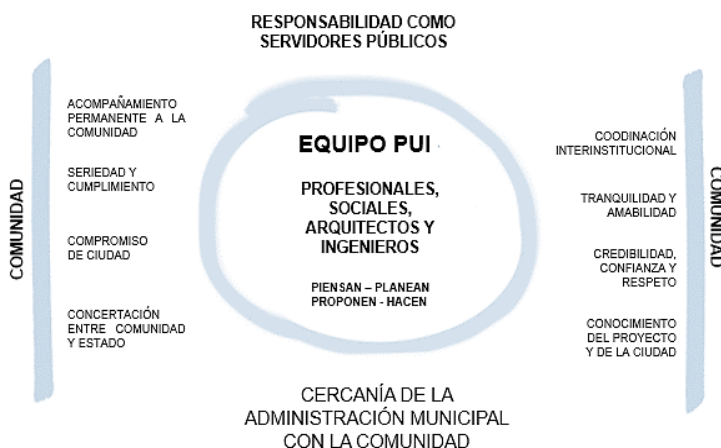 RESPONSABILIDAD COMO
SERVIDORES PÚBLICOS
COMUNIDAD
ACOMPAÑAMIENTO
PERMANENTE A LA
COMUNIDAD
SERIEDAD Y
CUMPLIMIENTO
COMPROMISO
DE CIUDAD
CONCERTACIÓN
ENTRE COMUNIDAD
Y ESTADO
EQUIPO PUI
PROFESIONALES,
SOCIALES,
ARQUITECTOS Y
INGENIEROS
PIENSAN – PLANEAN
PROPONEN - HACEN
COODINACIÓN
INTERINSTITUCIONAL
TRANQUILIDAD Y
AMABILIDAD
CREDIBILIDAD,
CONFIANZA Y
RESPETO
CONOCIMIENTO
DEL PROYECTO
Y DE LA CIUDAD
COMUNIDAD
CERCANÍA DE LA
ADMINISTRACIÓN MUNICIPAL
CON LA COMUNIDAD